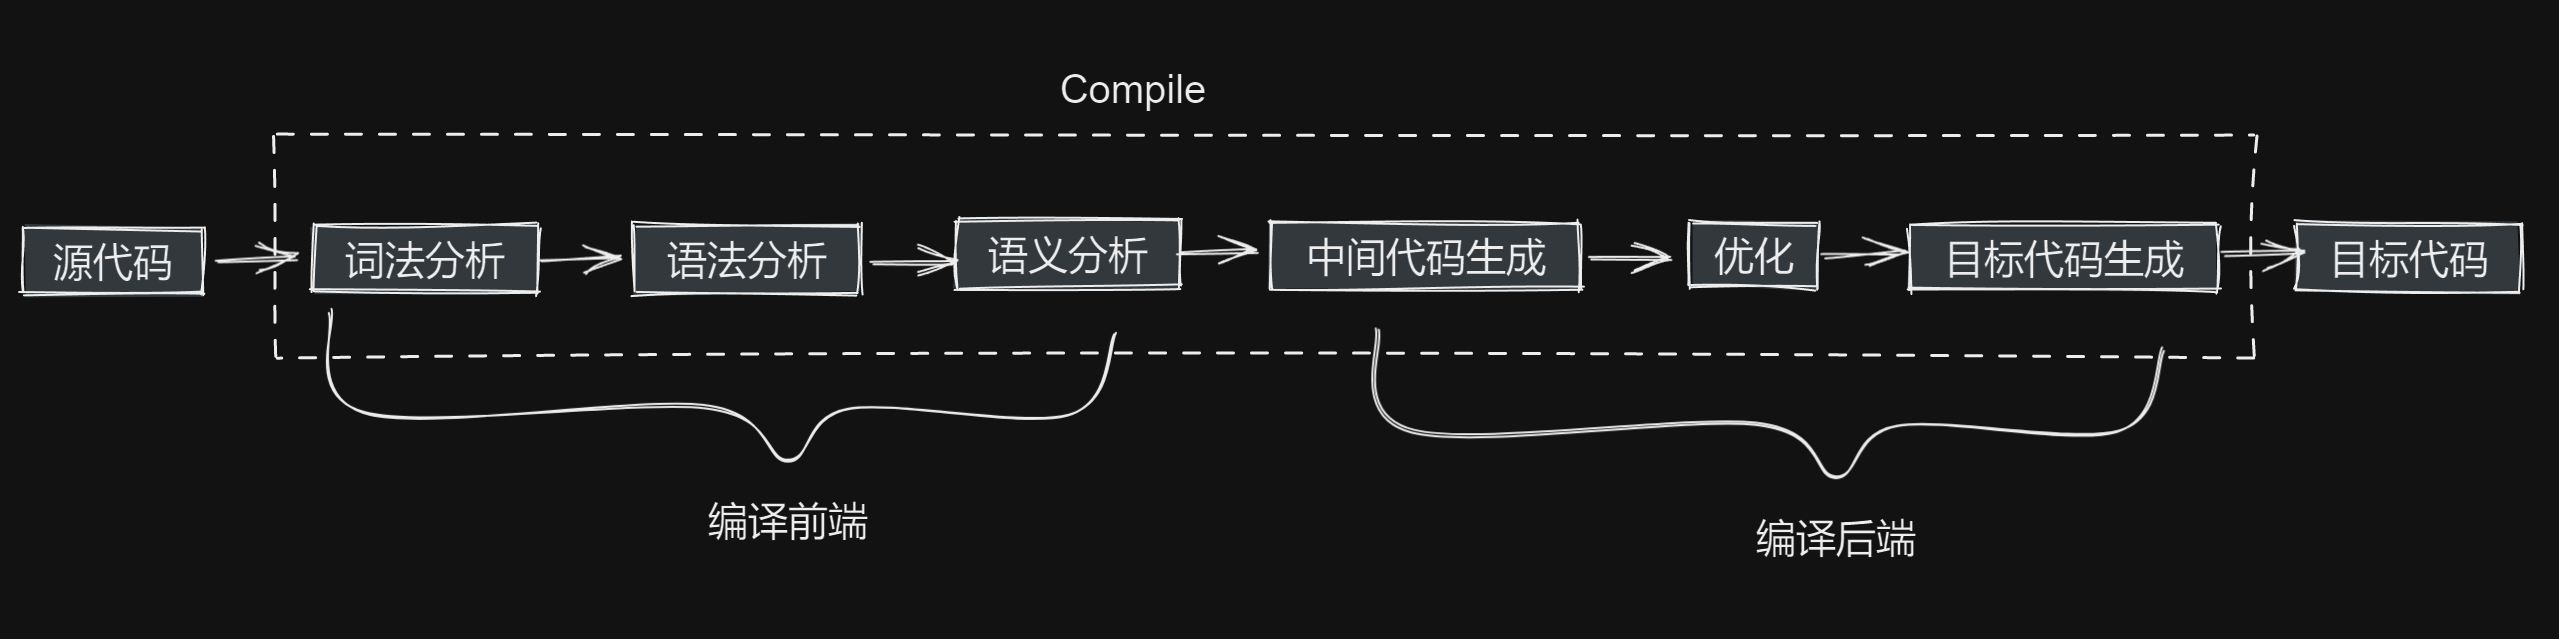 Compile
源代码
词法分析
语法分析
语义分析
中间代码生成
优化
目标代码生成
目标代码
编译前端
编译后端